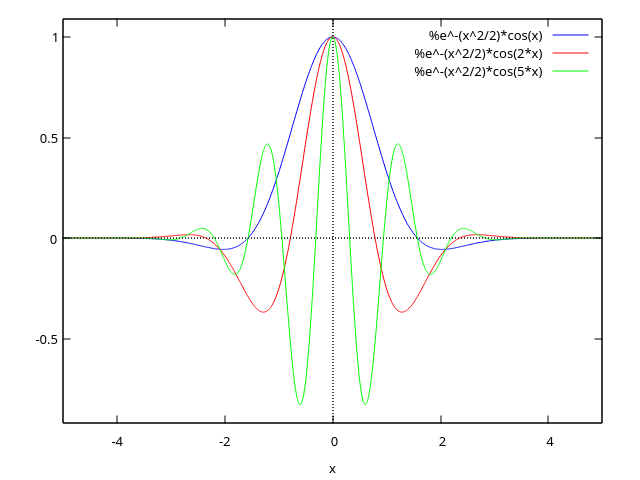 %e^-(x^2/2)*cos(x)
%e^-(x^2/2)*cos(2*x)
%e^-(x^2/2)*cos(5*x)
1
0.5
0
-0.5
-4 -2 0 2 4
x